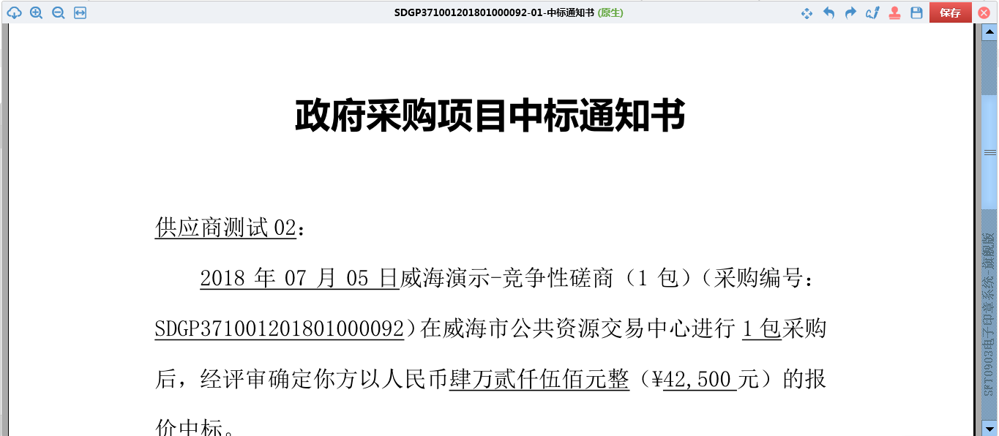 SDGP371001201801000092-01-中标通知书 (原生)
保存
政府采购项目中标通知书
供应商测试 02：
2018 年 07 月 05 日威海演示-竞争性磋商（1 包）（采购编号：
SDGP371001201801000092）在威海市公共资源交易中心进行 1 包采购
后，经评审确定你方以人民币肆万贰仟伍佰元整（¥42,500 元）的报
价中标。
SPT0903电子印章系统 旗舰版